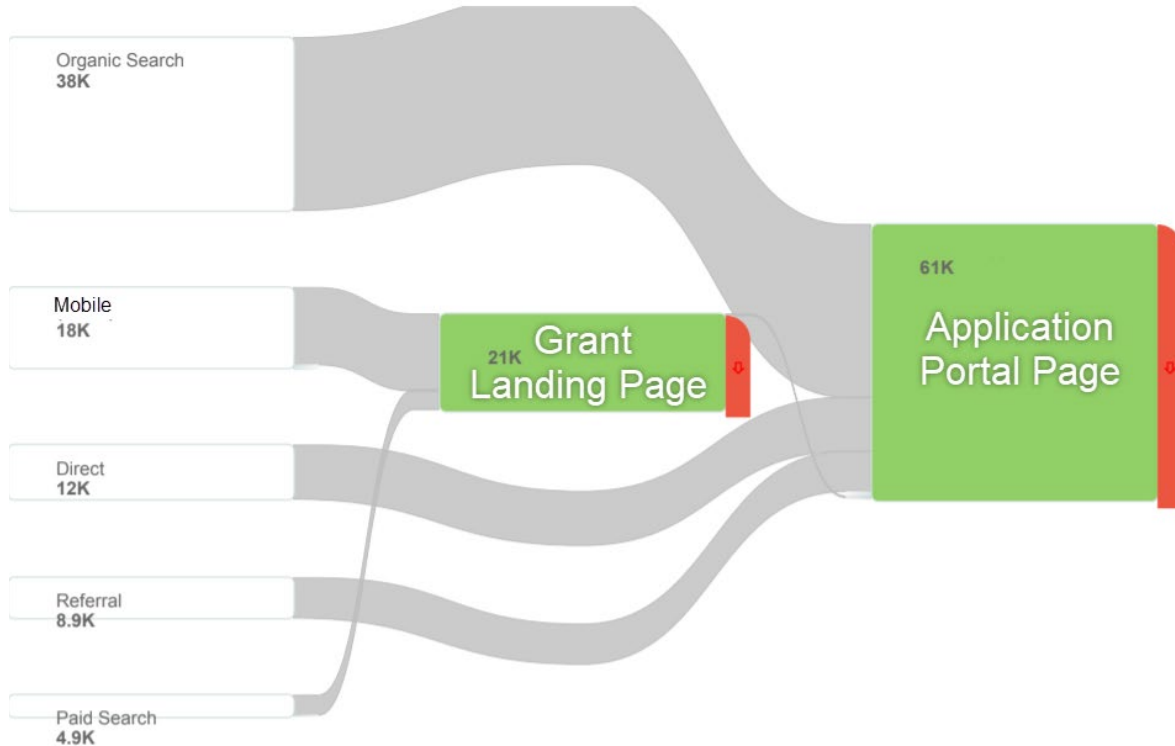 Organic Search
38K
Mobile
18K
Direct
12K
Referral
8.9K
Paid Search
4.9K
21K
Grant
Landing Page
61K
Application
Portal Page